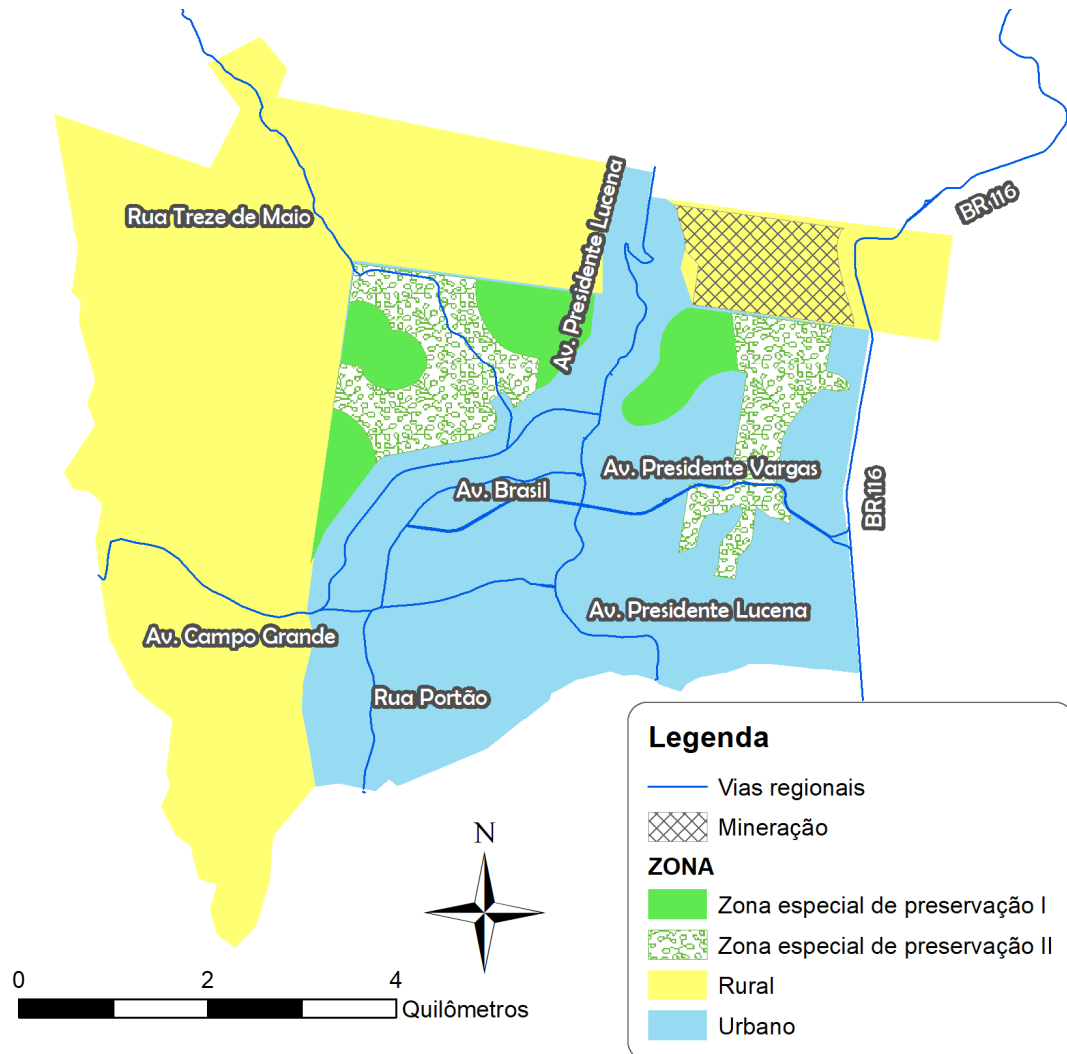 BR 116
Rua Treze de Maio
Av. Presidente Lucena
Av. Presidente Vargas
Av. Brasil
BR 116
Av. Presidente Lucena
Av. Campo Grande
Rua Portão
Legenda
Vias regionais
Mineração
ZONA
Zona especial de preservação I
Zona especial de preservação II
Rural
Urbano
N
0 2 4
Quilômetros